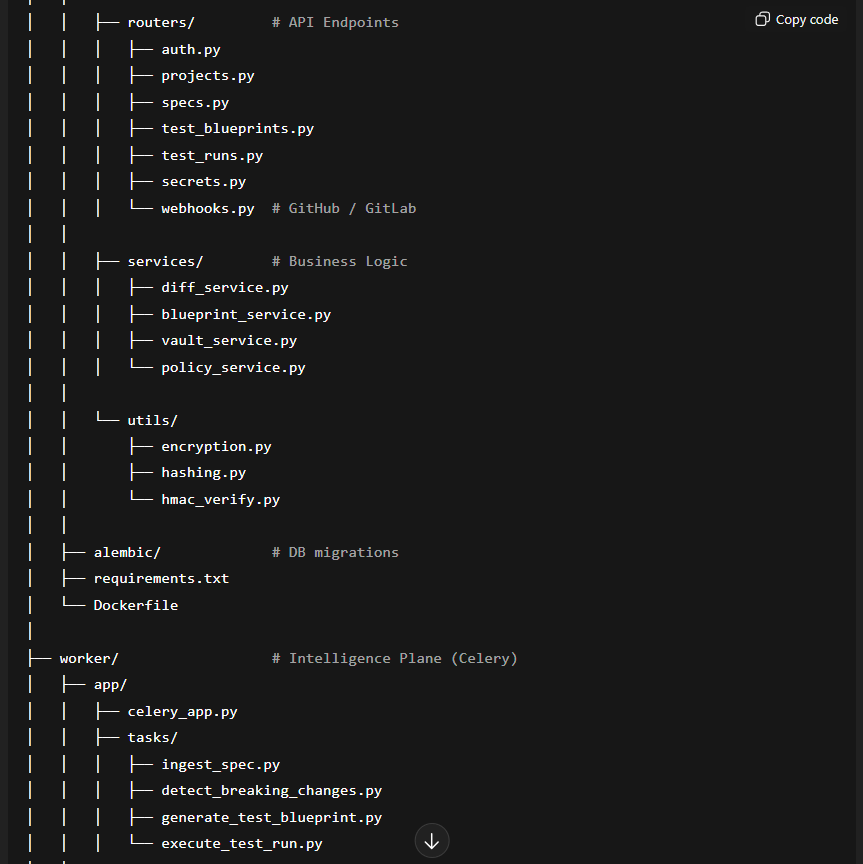 │   │   ├── routers/         # API Endpoints
Copy code
│   │   │   ├── auth.py
│   │   │   ├── projects.py
│   │   │   ├── specs.py
│   │   │   ├── test_blueprints.py
│   │   │   ├── test_runs.py
│   │   │   ├── secrets.py
│   │   │   └── webhooks.py  # GitHub / GitLab
│   │
│   │   ├── services/        # Business Logic
│   │   │   ├── diff_service.py
│   │   │   ├── blueprint_service.py
│   │   │   ├── vault_service.py
│   │   │   └── policy_service.py
│   │
│   │   └── utils/
│   │       ├── encryption.py
│   │       ├── hashing.py
│   │       └── hmac_verify.py
│   │
│   ├── alembic/             # DB migrations
│   ├── requirements.txt
│   └── Dockerfile
│
├── worker/                  # Intelligence Plane (Celery)
│   ├── app/
│   │   ├── celery_app.py
│   │   ├── tasks/
│   │   │   ├── ingest_spec.py
│   │   │   ├── detect_breaking_changes.py
│   │   │   ├── generate_test_blueprint.py
│   │   │   └── execute_test_run.py